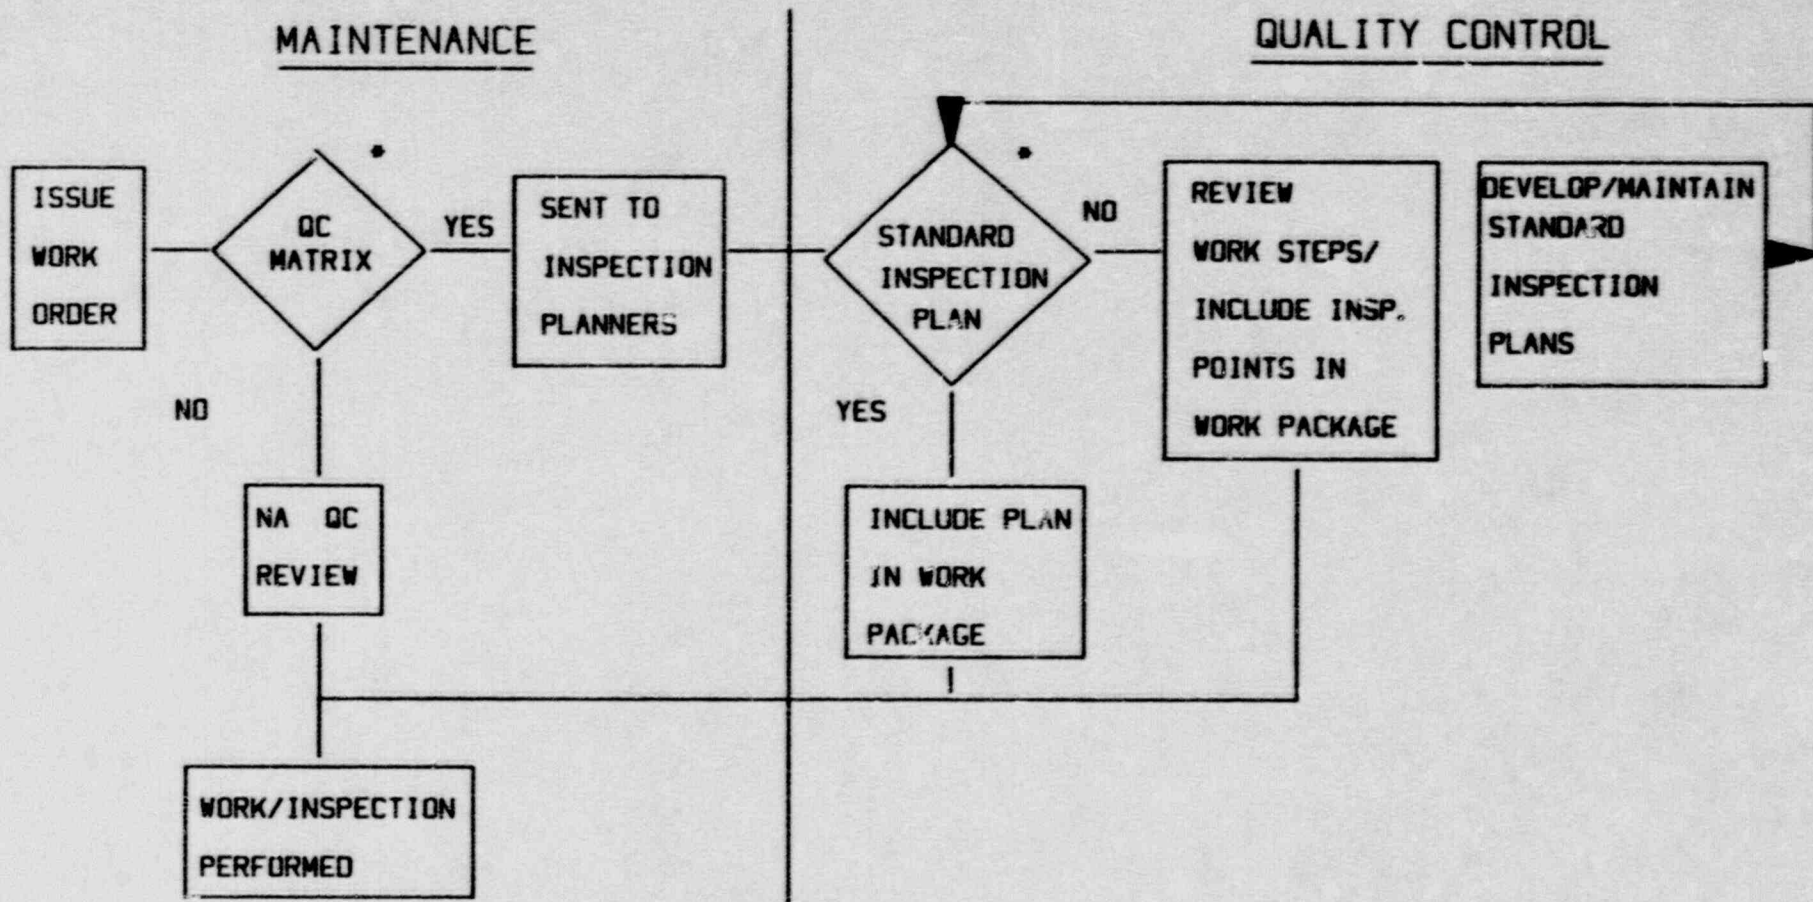 MAINTENANCE
QUALITY CONTROL
ISSUE
WORK
ORDER
QC
MATRIX
YES
SENT TO
INSPECTION
PLANNERS
STANDARD
INSPECTION
PLAN
NO
REVIEW
WORK STEPS/
INCLUDE INSP.
POINTS IN
WORK PACKAGE
DEVELOP/MAINTAIN
STANDARD
INSPECTION
PLANS
NO
YES
NA QC
REVIEW
INCLUDE PLAN
IN WORK
PACKAGE
WORK/INSPECTION
PERFORMED